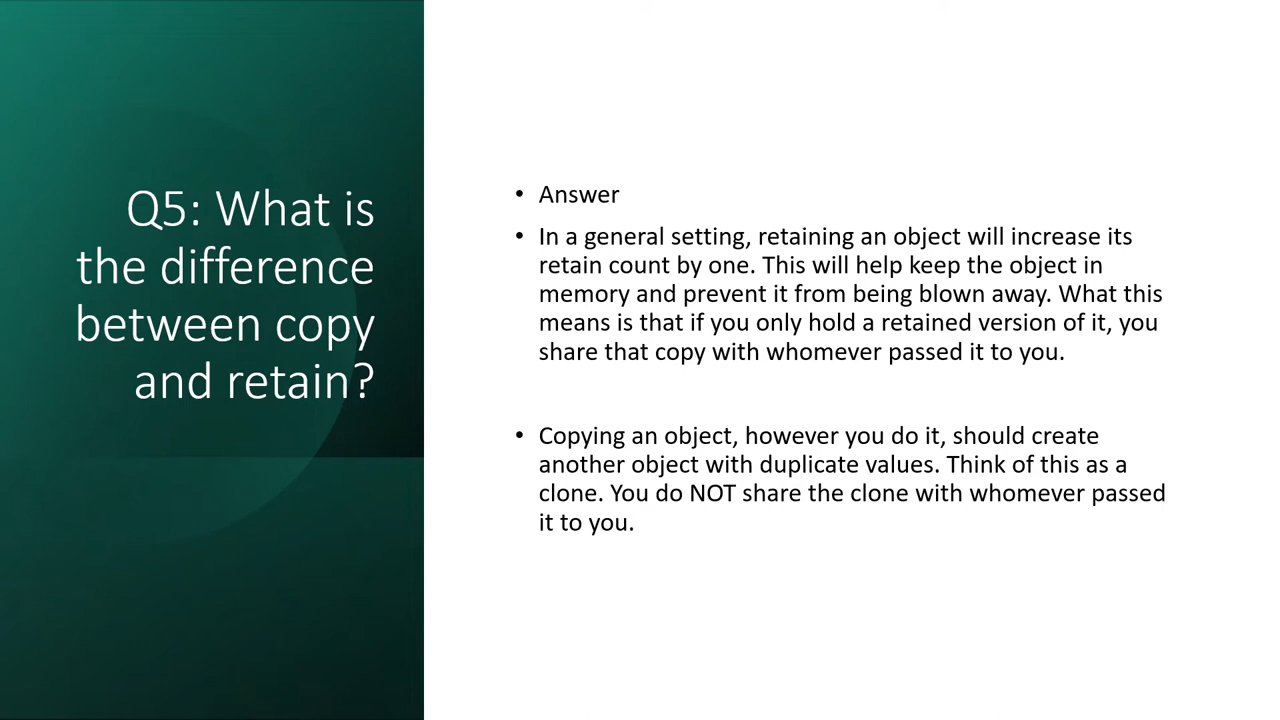 Q5: What is
the difference
between copy
and retain?
• Answer
• In a general setting, retaining an object will increase its
retain count by one. This will help keep the object in
memory and prevent it from being blown away. What this
means is that if you only hold a retained version of it, you
share that copy with whomever passed it to you.
• Copying an object, however you do it, should create
another object with duplicate values. Think of this as a
clone. You do NOT share the clone with whomever passed
it to you.